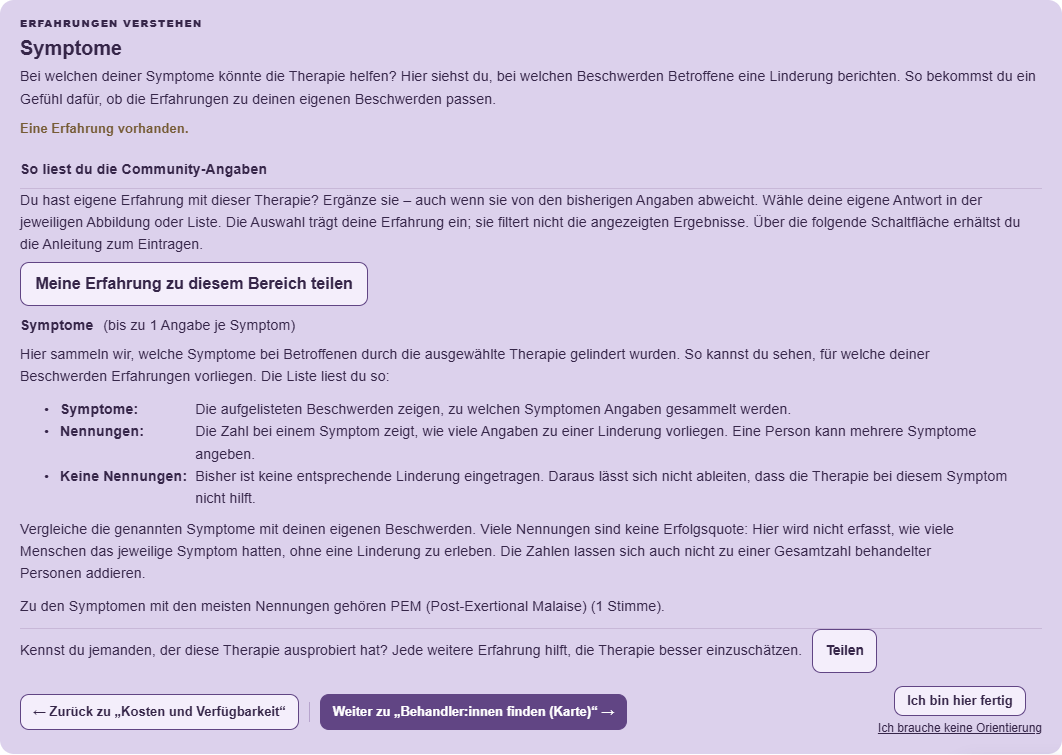 ERFAHRUNGEN VERSTEHEN
Symptome
Bei welchen deiner Symptome könnte die Therapie helfen? Hier siehst du, bei welchen Beschwerden Betroffene eine Linderung berichten. So bekommst du ein
Gefühl dafür, ob die Erfahrungen zu deinen eigenen Beschwerden passen.
Eine Erfahrung vorhanden.
So liest du die Community-Angaben
Du hast eigene Erfahrung mit dieser Therapie? Ergänze sie – auch wenn sie von den bisherigen Angaben abweicht. Wähle deine eigene Antwort in der
jeweiligen Abbildung oder Liste. Die Auswahl trägt deine Erfahrung ein; sie filtert nicht die angezeigten Ergebnisse. Über die folgende Schaltfläche erhältst du
die Anleitung zum Eintragen.
Meine Erfahrung zu diesem Bereich teilen
Symptome (bis zu 1 Angabe je Symptom)
Hier sammeln wir, welche Symptome bei Betroffenen durch die ausgewählte Therapie gelindert wurden. So kannst du sehen, für welche deiner
Beschwerden Erfahrungen vorliegen. Die Liste liest du so:
• Symptome: Die aufgelisteten Beschwerden zeigen, zu welchen Symptomen Angaben gesammelt werden.
• Nennungen: Die Zahl bei einem Symptom zeigt, wie viele Angaben zu einer Linderung vorliegen. Eine Person kann mehrere Symptome
angeben.
• Keine Nennungen: Bisher ist keine entsprechende Linderung eingetragen. Daraus lässt sich nicht ableiten, dass die Therapie bei diesem Symptom
nicht hilft.
Vergleiche die genannten Symptome mit deinen eigenen Beschwerden. Viele Nennungen sind keine Erfolgsquote: Hier wird nicht erfasst, wie viele
Menschen das jeweilige Symptom hatten, ohne eine Linderung zu erleben. Die Zahlen lassen sich auch nicht zu einer Gesamtzahl behandelter
Personen addieren.
Zu den Symptomen mit den meisten Nennungen gehören PEM (Post-Exertional Malaise) (1 Stimme).
Kennst du jemanden, der diese Therapie ausprobiert hat? Jede weitere Erfahrung hilft, die Therapie besser einzuschätzen. Teilen
← Zurück zu „Kosten und Verfügbarkeit“ Weiter zu „Behandler:innen finden (Karte)“ → Ich bin hier fertig
Ich brauche keine Orientierung